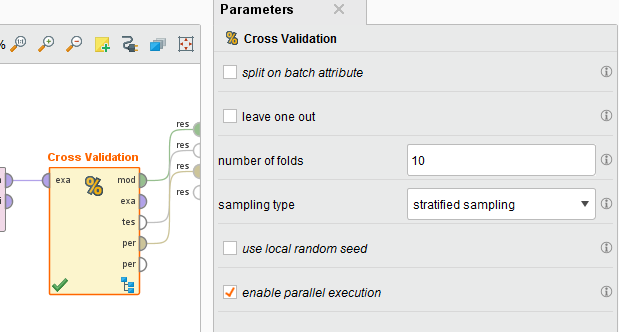 Parameters
%
Cross Validation
split on batch attribute
leave one out
number of folds
10
sampling type
stratified sampling
use local random seed
enable parallel execution
res
res
res
res
Cross Validation
exa
%
mod
exa
tes
per
per